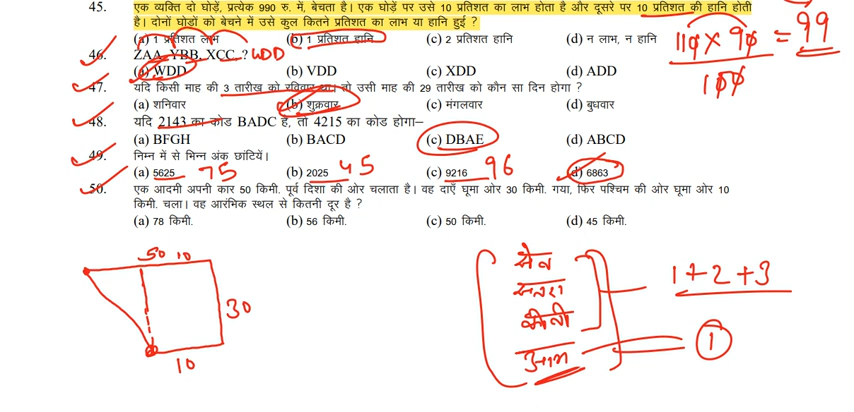 45. एक व्यक्ति दो घोड़े, प्रत्येक 990 रु. में, बेचता है। एक घोड़े पर उसे 10 प्रतिशत का लाभ होता है और दूसरे पर 10 प्रतिशत की हानि होती
है। दोनों घोड़ों को बेचने में उसे कुल कितने प्रतिशत का लाभ या हानि हुई ?
(a) 1 प्रतिशत लाभ (b) 1 प्रतिशत हानि (c) 2 प्रतिशत हानि (d) न लाभ, न हानि
110 × 90 = 99
100
46. ZAA, YBB, XCC, ? WDD
(a) WDD (b) VDD (c) XDD (d) ADD
47. यदि किसी माह की 3 तारीख को रविवार था। तो उसी माह की 29 तारीख को कौन सा दिन होगा ?
(a) शनिवार (b) शुक्रवार (c) मंगलवार (d) बुधवार
48. यदि 2143 का कोड BADC है, तो 4215 का कोड होगा–
(a) BFGH (b) BACD (c) DBAE (d) ABCD
49. निम्न में से भिन्न अंक छांटियें।
(a) 5625 75 (b) 2025 45 (c) 9216 96 (d) 6863
50. एक आदमी अपनी कार 50 किमी. पूर्व दिशा की ओर चलाता है। वह दाएँ घूमा ओर 30 किमी. गया, फिर पश्चिम की ओर घूमा ओर 10
किमी. चला। वह आरंभिक स्थल से कितनी दूर है ?
(a) 78 किमी. (b) 56 किमी. (c) 50 किमी. (d) 45 किमी.
50 10
30
10
सेव
1+2+3
आम
1